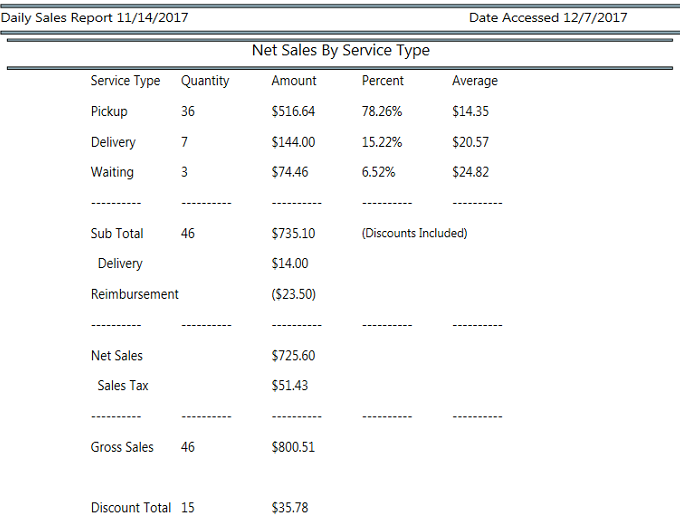 Daily Sales Report 11/14/2017 Date Accessed 12/7/2017
Net Sales By Service Type
Service Type Quantity Amount Percent Average
Pickup 36 $516.64 78.26% $14.35
Delivery 7 $144.00 15.22% $20.57
Waiting 3 $74.46 6.52% $24.82
---------- ---------- ---------- ---------- ----------
Sub Total 46 $735.10 (Discounts Included)
Delivery $14.00
Reimbursement ($23.50)
---------- ---------- ---------- ---------- ----------
Net Sales $725.60
Sales Tax $51.43
---------- ---------- ---------- ---------- ----------
Gross Sales 46 $800.51
Discount Total 15 $35.78